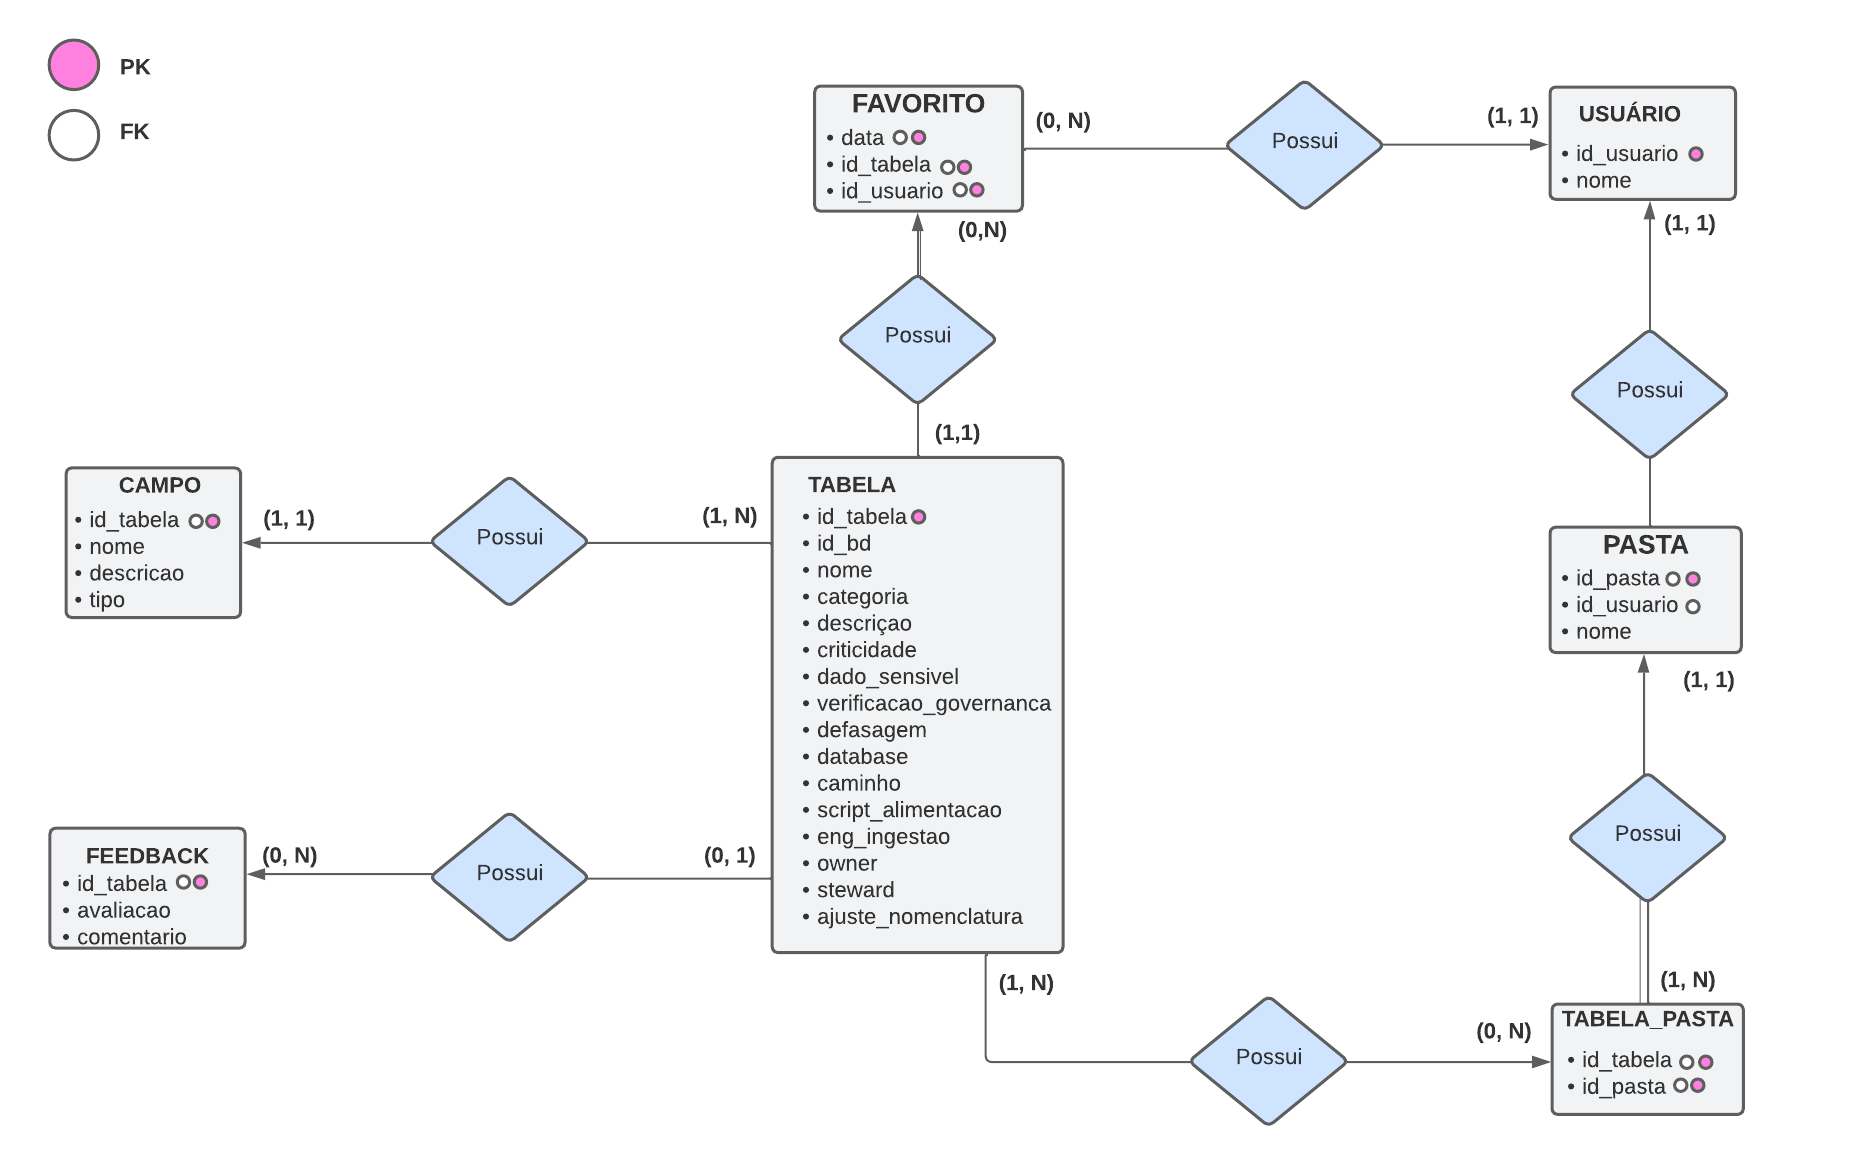 PK
FK
FAVORITO
• data
• id_tabela
• id_usuario
(0, N)
Possui
(1, 1)
USUÁRIO
• id_usuario
• nome
(0,N)
(1, 1)
Possui
Possui
(1,1)
CAMPO
• id_tabela
• nome
• descricao
• tipo
(1, 1)
Possui
(1, N)
TABELA
• id_tabela
• id_bd
• nome
• categoria
• descriçao
• criticidade
• dado_sensivel
• verificacao_governanca
• defasagem
• database
• caminho
• script_alimentacao
• eng_ingestao
• owner
• steward
• ajuste_nomenclatura
PASTA
• id_pasta
• id_usuario
• nome
(1, 1)
Possui
FEEDBACK
• id_tabela
• avaliacao
• comentario
(0, N)
Possui
(0, 1)
(1, N)
(1, N)
Possui
(0, N)
TABELA_PASTA
• id_tabela
• id_pasta